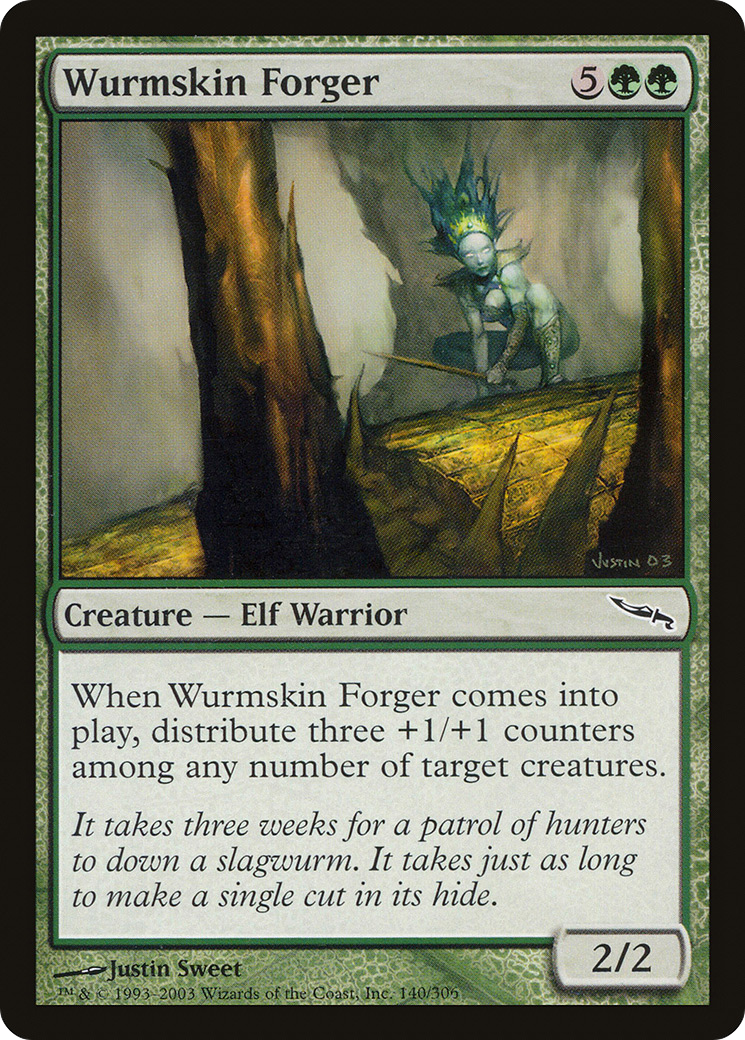 Wurmskin Forger 5
JUSTIN 03
Creature — Elf Warrior
When Wurmskin Forger comes into
play, distribute three +1/+1 counters
among any number of target creatures.
It takes three weeks for a patrol of hunters
to down a slagwurm. It takes just as long
to make a single cut in its hide.
2/2
Justin Sweet
™ & © 1993–2003 Wizards of the Coast, Inc. 140/306